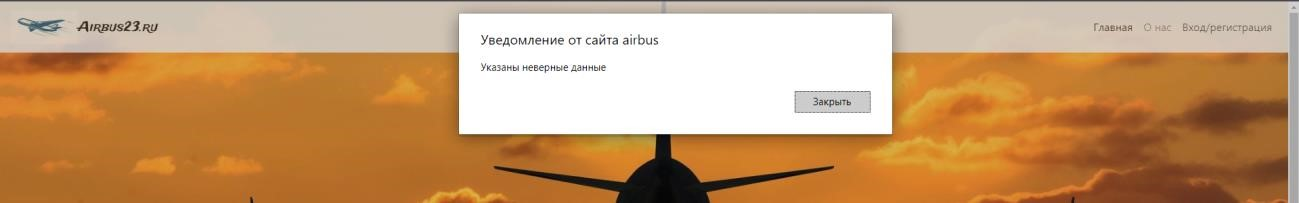 Airbus23.ru
Главная О нас Вход/регистрация
Уведомление от сайта airbus
Указаны неверные данные
Закрыть